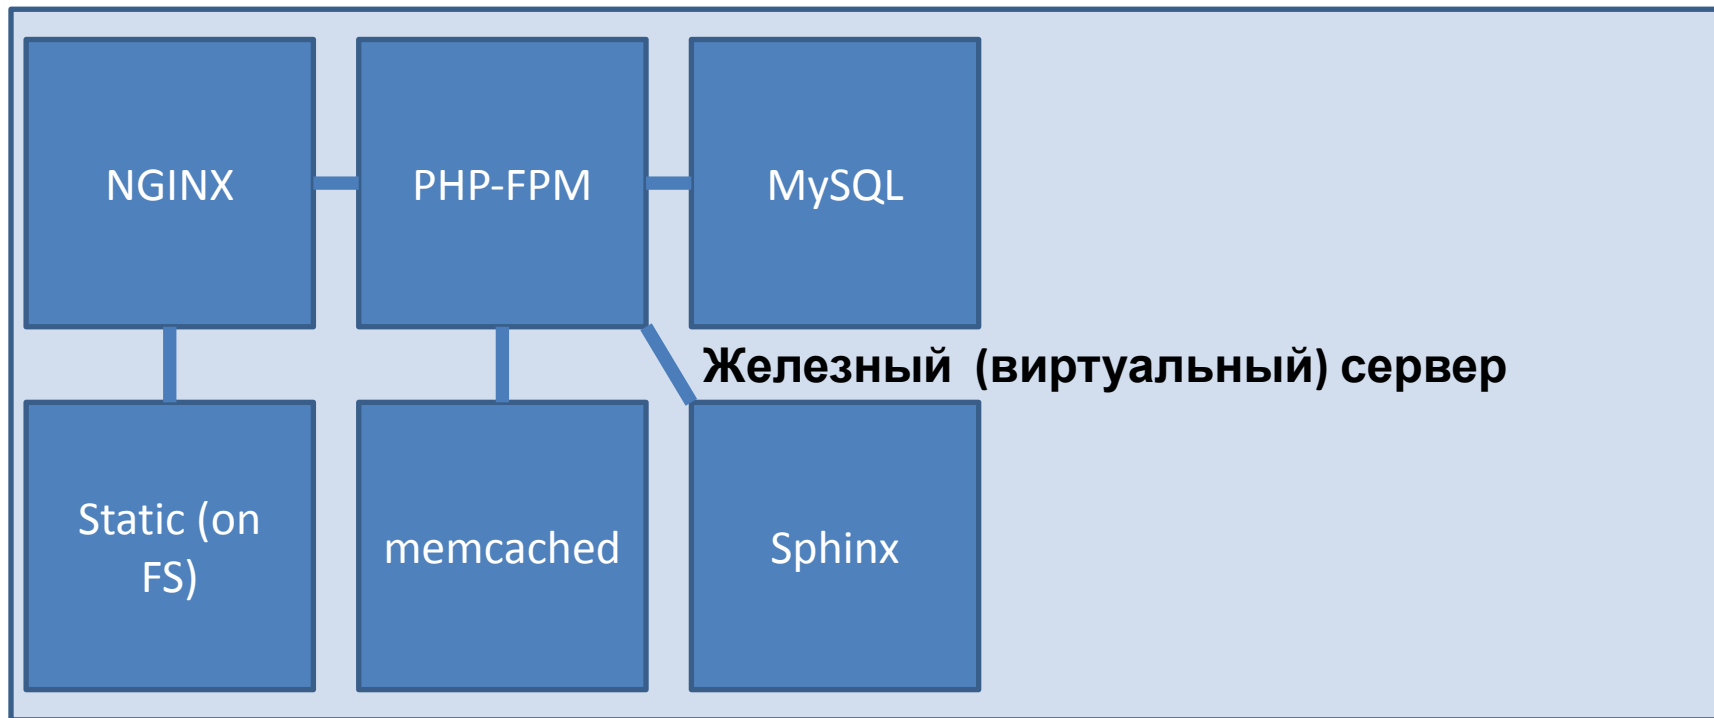 NGINX
PHP-FPM
MySQL
Железный (виртуальный) сервер
Static (on
FS)
memcached
Sphinx